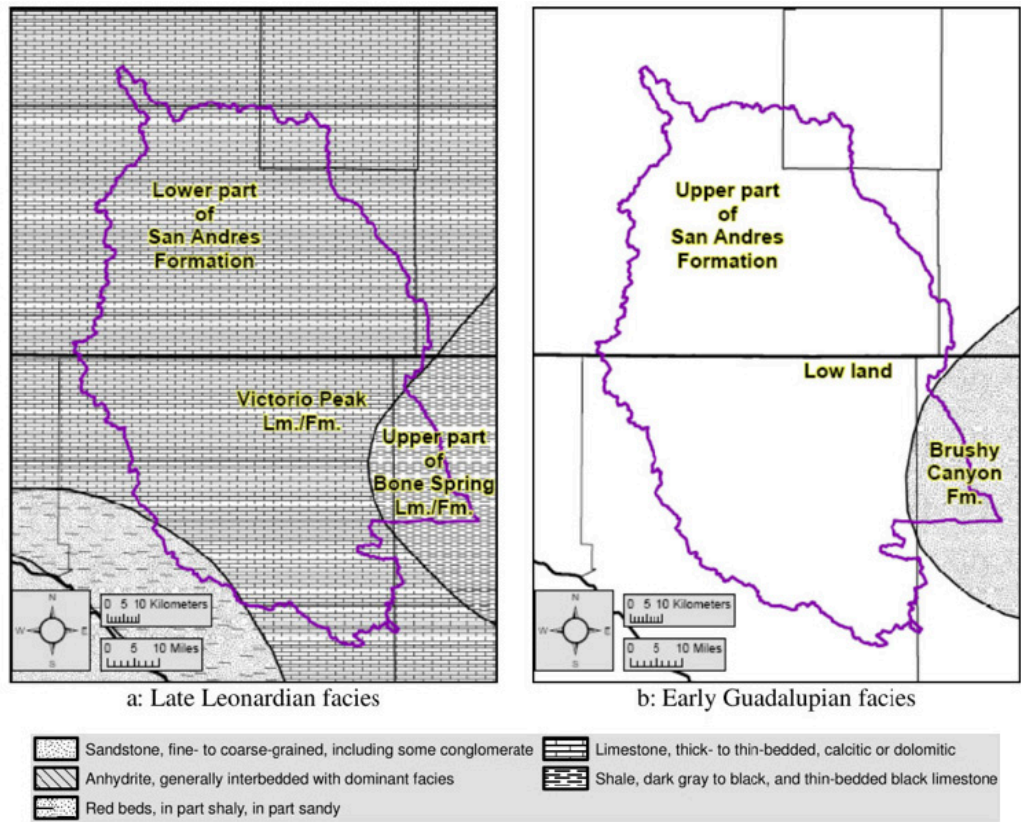 Lower part
of
San Andres
Formation
Victorio Peak
Lm./Fm.
Upper part
of
Bone Spring
Lm./Fm.
N
W E
S
0 5 10 Kilometers
0 5 10 Miles
a: Late Leonardian facies
Upper part
of
San Andres
Formation
Low land
Brushy
Canyon
Fm.
N
W E
S
0 5 10 Kilometers
0 5 10 Miles
b: Early Guadalupian facies
Sandstone, fine- to coarse-grained, including some conglomerate
Anhydrite, generally interbedded with dominant facies
Red beds, in part shaly, in part sandy
Limestone, thick- to thin-bedded, calcitic or dolomitic
Shale, dark gray to black, and thin-bedded black limestone